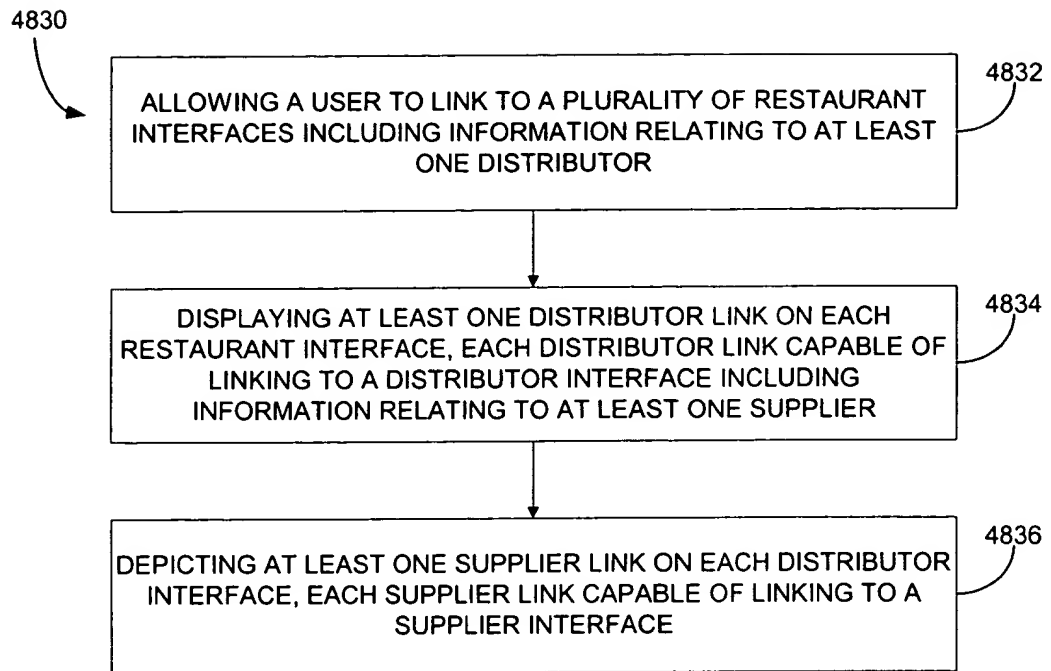 4830
4832
ALLOWING A USER TO LINK TO A PLURALITY OF RESTAURANT
INTERFACES INCLUDING INFORMATION RELATING TO AT LEAST
ONE DISTRIBUTOR
4834
DISPLAYING AT LEAST ONE DISTRIBUTOR LINK ON EACH
RESTAURANT INTERFACE, EACH DISTRIBUTOR LINK CAPABLE OF
LINKING TO A DISTRIBUTOR INTERFACE INCLUDING
INFORMATION RELATING TO AT LEAST ONE SUPPLIER
4836
DEPICTING AT LEAST ONE SUPPLIER LINK ON EACH DISTRIBUTOR
INTERFACE, EACH SUPPLIER LINK CAPABLE OF LINKING TO A
SUPPLIER INTERFACE